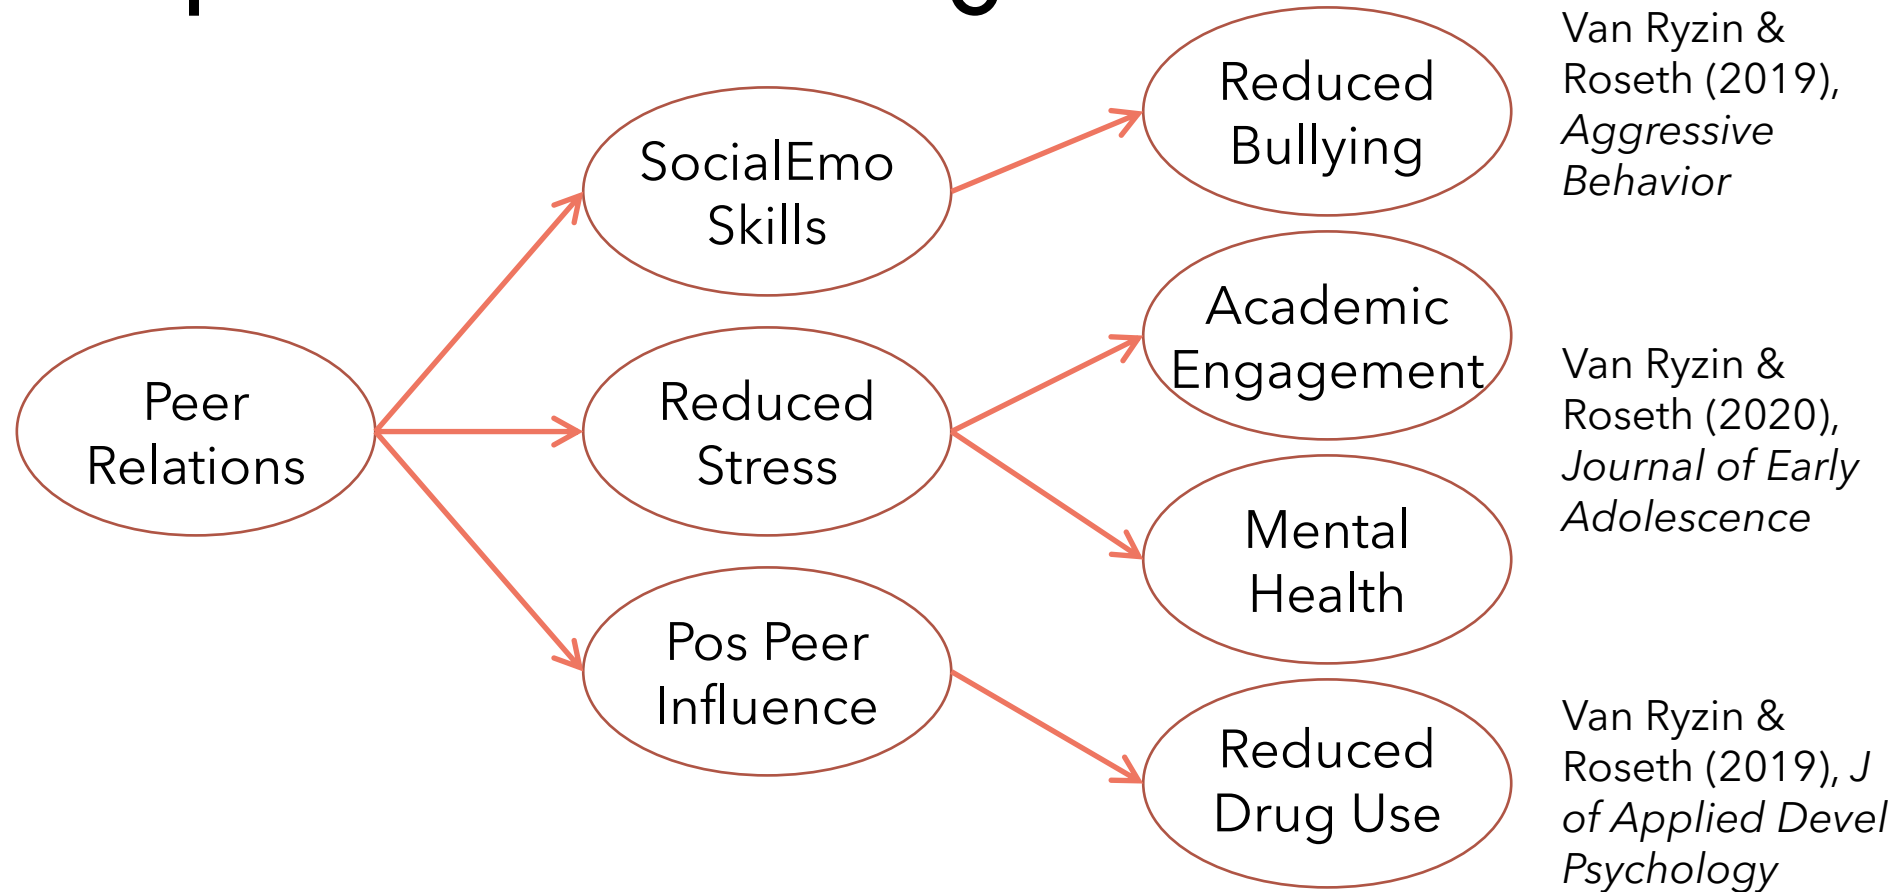 Peer
Relations
SocialEmo
Skills
Reduced
Stress
Pos Peer
Influence
Reduced
Bullying
Academic
Engagement
Mental
Health
Reduced
Drug Use
Van Ryzin &
Roseth (2019),
Aggressive
Behavior
Van Ryzin &
Roseth (2020),
Journal of Early
Adolescence
Van Ryzin &
Roseth (2019), J
of Applied Devel
Psychology